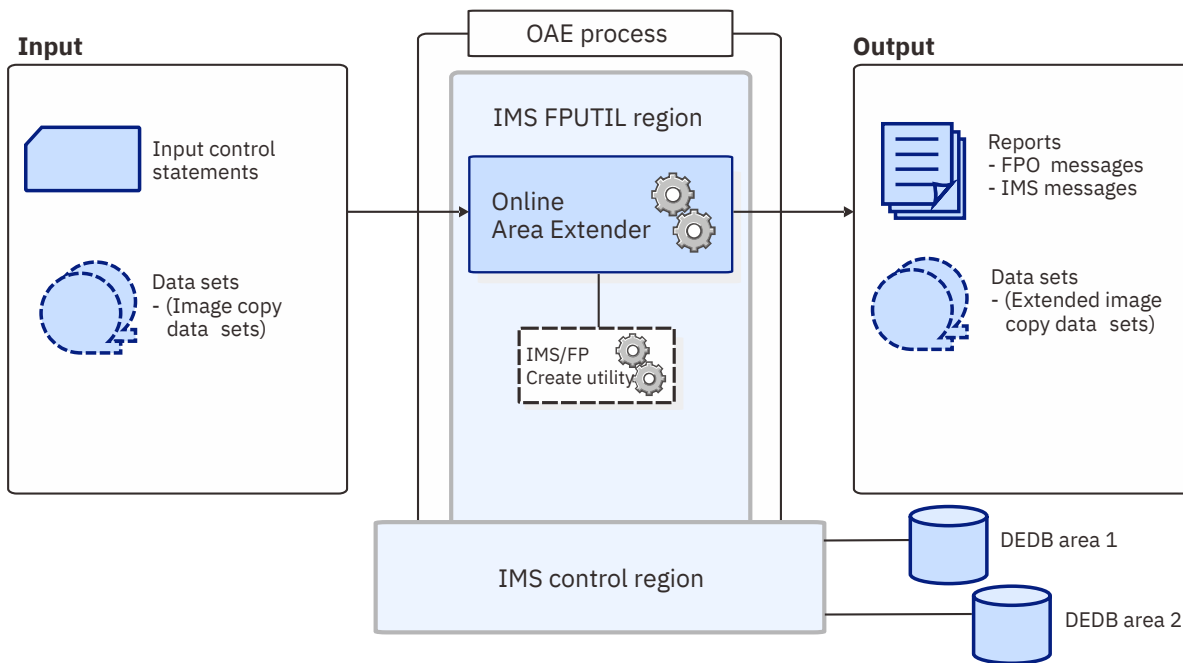 OAE process
Input
Output
IMS FPUTIL region
Input control
statements
Online
Area Extender
Reports
- FPO messages
- IMS messages
Data sets
- (Image copy
data sets)
Data sets
- (Extended image
copy data sets)
IMS/FP
Create utility
IMS control region
DEDB area 1
DEDB area 2